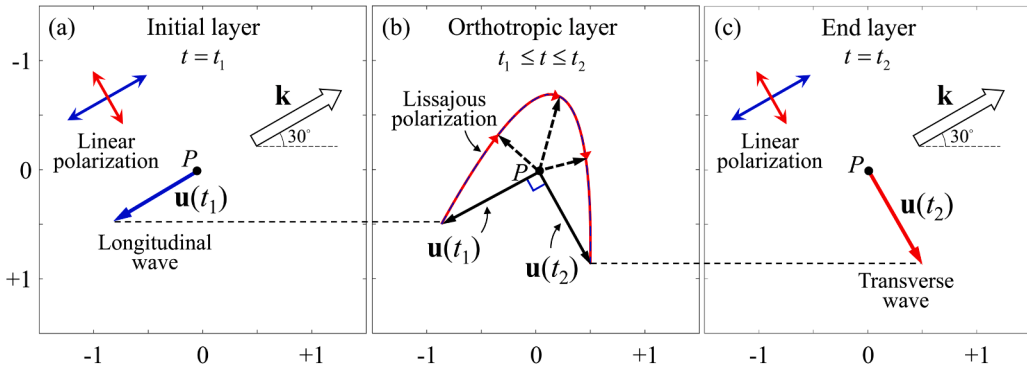 (a)
Initial layer
t = t₁
k
30°
Linear
polarization
P
u(t₁)
Longitudinal
wave
-1
0
+1
-1
0
+1
(b)
Orthotropic layer
t₁ ≤ t ≤ t₂
Lissajous
polarization
P
u(t₁)
u(t₂)
-1
0
+1
(c)
End layer
t = t₂
k
30°
Linear
polarization
P
u(t₂)
Transverse
wave
-1
0
+1